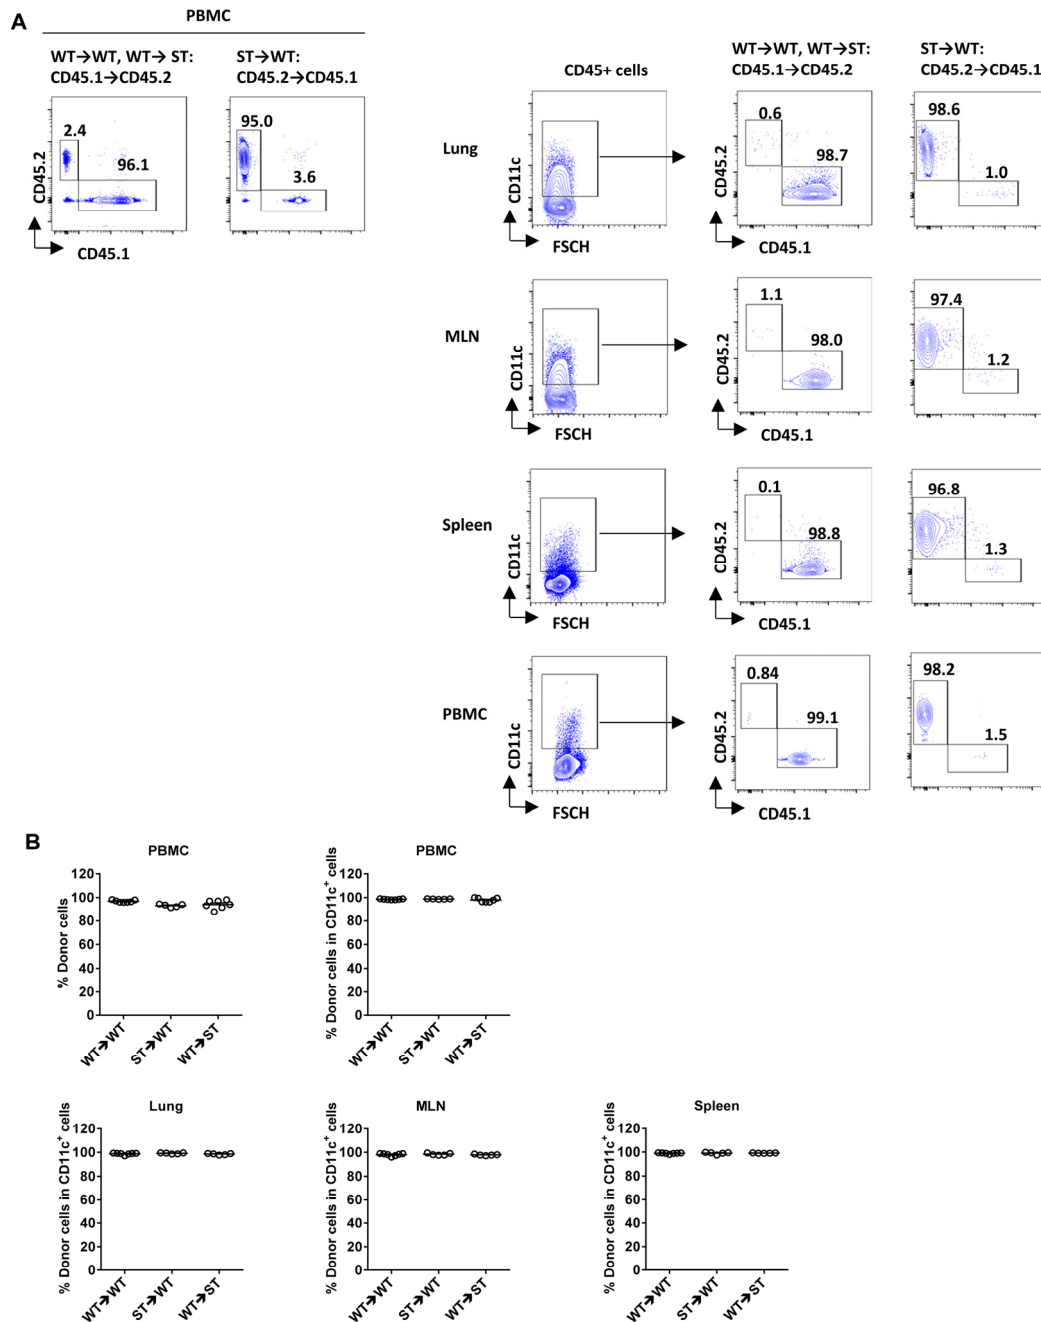 A
PBMC
WT→WT, WT→ ST:
CD45.1→CD45.2
ST→WT:
CD45.2→CD45.1
2.4
96.1
CD45.2
CD45.1
95.0
3.6
CD45+ cells
WT→WT, WT→ST:
CD45.1→CD45.2
ST→WT:
CD45.2→CD45.1
Lung
CD11c
FSCH
0.6
98.7
CD45.2
CD45.1
98.6
1.0
MLN
CD11c
FSCH
1.1
98.0
CD45.2
CD45.1
97.4
1.2
Spleen
CD11c
FSCH
0.1
98.8
CD45.2
CD45.1
96.8
1.3
PBMC
CD11c
FSCH
0.84
99.1
CD45.2
CD45.1
98.2
1.5
B
PBMC
% Donor cells
120
100
80
60
40
20
0
WT→WT
ST→WT
WT→ST
PBMC
% Donor cells in CD11c⁺ cells
120
100
80
60
40
20
0
WT→WT
ST→WT
WT→ST
Lung
% Donor cells in CD11c⁺ cells
120
100
80
60
40
20
0
WT→WT
ST→WT
WT→ST
MLN
% Donor cells in CD11c⁺ cells
120
100
80
60
40
20
0
WT→WT
ST→WT
WT→ST
Spleen
% Donor cells in CD11c⁺ cells
120
100
80
60
40
20
0
WT→WT
ST→WT
WT→ST